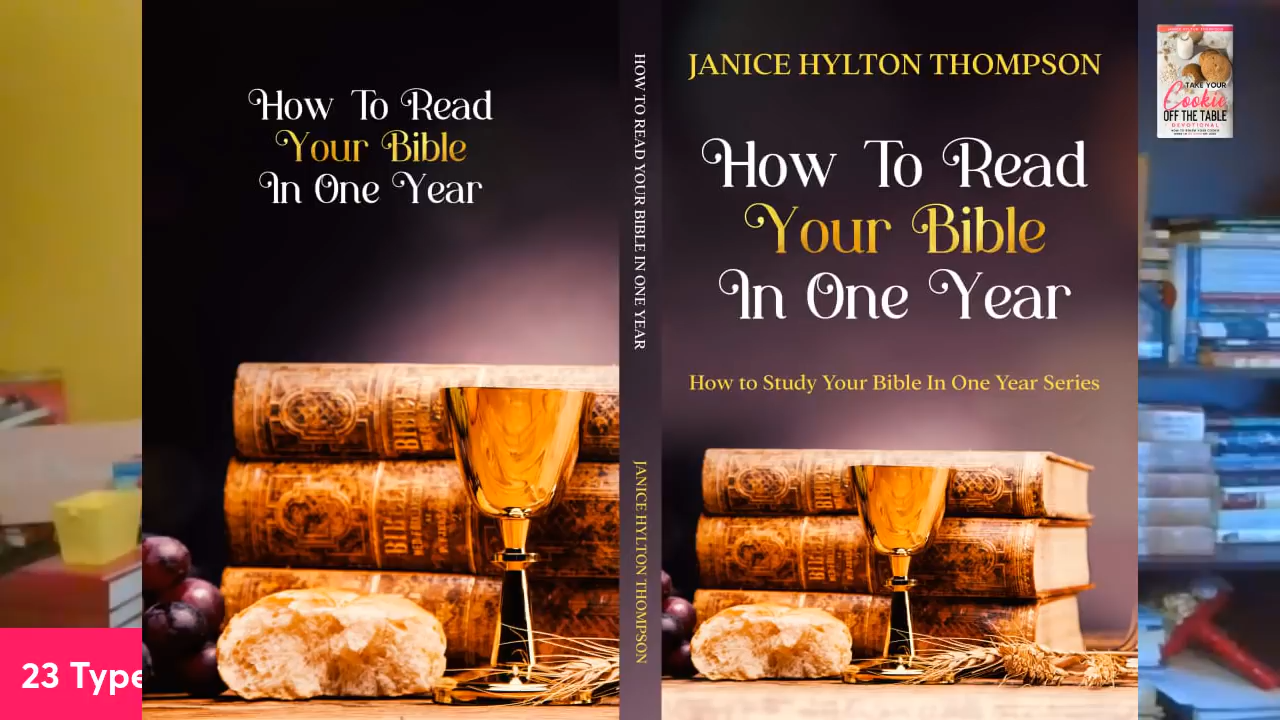 How To Read
Your Bible
In One Year
HOW TO READ YOUR BIBLE IN ONE YEAR
JANICE HYLTON THOMPSON
JANICE HYLTON THOMPSON
How To Read
Your Bible
In One Year
How to Study Your Bible In One Year Series
TAKE YOUR
Cookie
OFF THE TABLE
DEVOTIONAL
23 Type